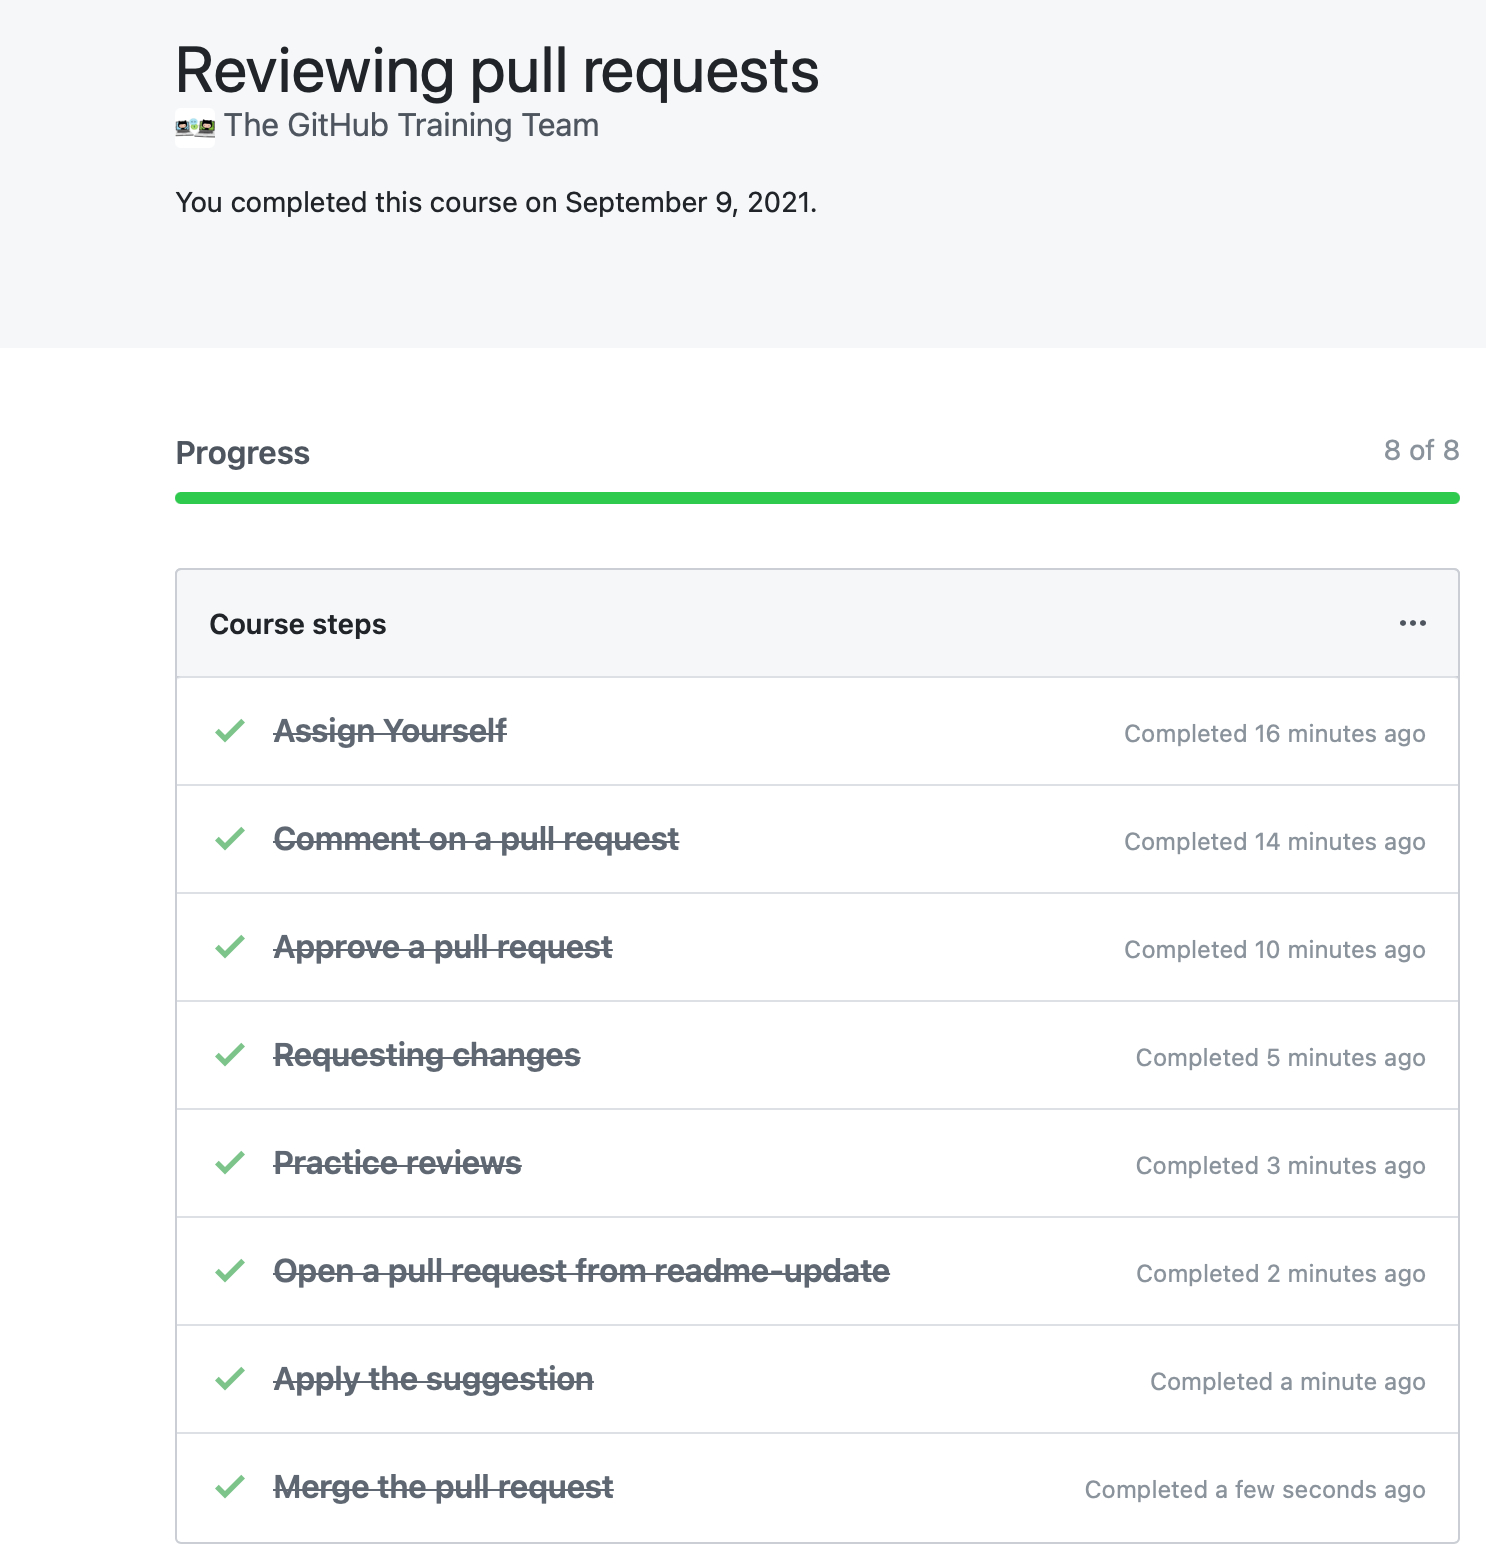 Reviewing pull requests
The GitHub Training Team
You completed this course on September 9, 2021.
Progress
8 of 8
Course steps
Assign Yourself
Completed 16 minutes ago
Comment on a pull request
Completed 14 minutes ago
Approve a pull request
Completed 10 minutes ago
Requesting changes
Completed 5 minutes ago
Practice reviews
Completed 3 minutes ago
Open a pull request from readme-update
Completed 2 minutes ago
Apply the suggestion
Completed a minute ago
Merge the pull request
Completed a few seconds ago